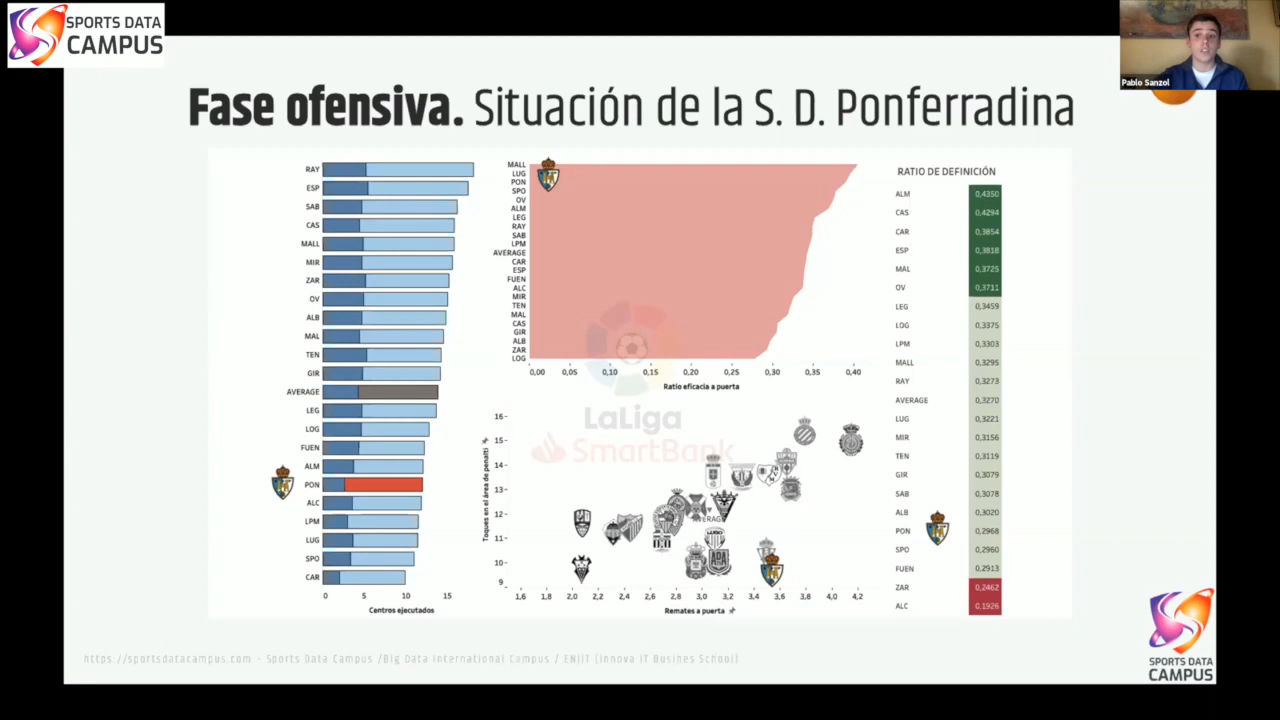 SPORTS DATA
CAMPUS
Pablo Sanzol
Fase ofensiva. Situación de la S. D. Ponferradina
RAY
ESP
SAB
CAS
MALL
MIR
ZAR
OV
ALB
MAL
TEN
GIR
AVERAGE
LEG
LOG
FUEN
ALM
PON
ALC
LPM
LUG
SPO
CAR
0 5 10 15
Centros ejecutados
MALL
LUG
PON
SPO
OV
ALM
LEG
RAY
SAB
LPM
AVERAGE
CAR
ESP
FUEN
ALC
MIR
TEN
MAL
CAS
GIR
ALB
ZAR
LOG
0,00 0,05 0,10 0,15 0,20 0,25 0,30 0,35 0,40
Ratio eficacia a puerta
LaLiga
SmartBank
Toques en el área de penalti
16
15
14
13
12
11
10
9
AVERAGE
1,6 1,8 2,0 2,2 2,4 2,6 2,8 3,0 3,2 3,4 3,6 3,8 4,0 4,2
Remates a puerta
RATIO DE DEFINICIÓN
ALM 0,4350
CAS 0,4294
CAR 0,3854
ESP 0,3818
MAL 0,3725
OV 0,3711
LEG 0,3459
LOG 0,3375
LPM 0,3303
MALL 0,3295
RAY 0,3273
AVERAGE 0,3270
LUG 0,3221
MIR 0,3156
TEN 0,3119
GIR 0,3079
SAB 0,3078
ALB 0,3020
PON 0,2968
SPO 0,2960
FUEN 0,2913
ZAR 0,2462
ALC 0,1926
https://sportsdatacampus.com - Sports Data Campus /Big Data International Campus / ENIIT (Innova IT Busines School)
SPORTS DATA
CAMPUS